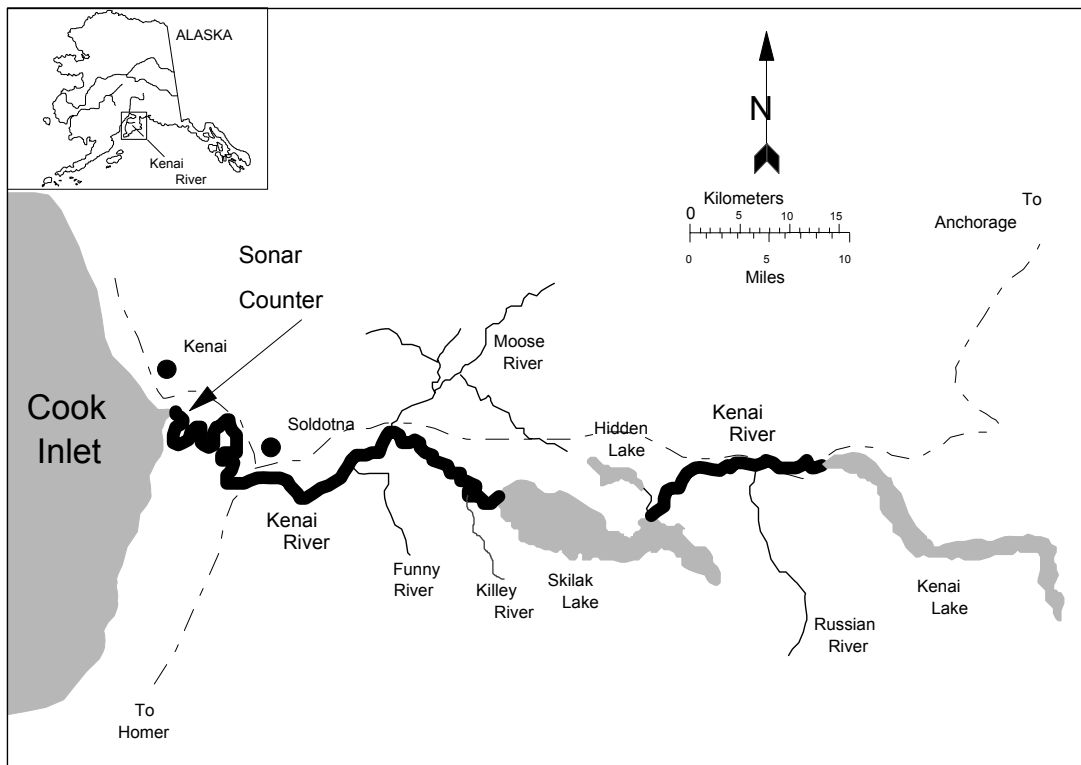 ALASKA
Kenai
River
N
Kilometers
0 5 10 15
0 5 10
Miles
To
Anchorage
Sonar
Counter
Kenai
Cook
Inlet
Soldotna
Moose
River
Hidden
Lake
Kenai
River
Kenai
River
Funny
River
Killey
River
Skilak
Lake
Russian
River
Kenai
Lake
To
Homer